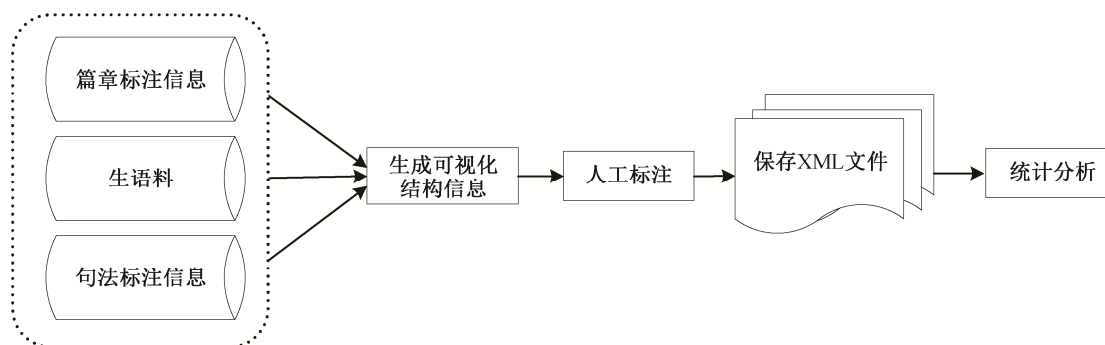 篇章标注信息
生语料
句法标注信息
生成可视化
结构信息
人工标注
保存XML文件
统计分析